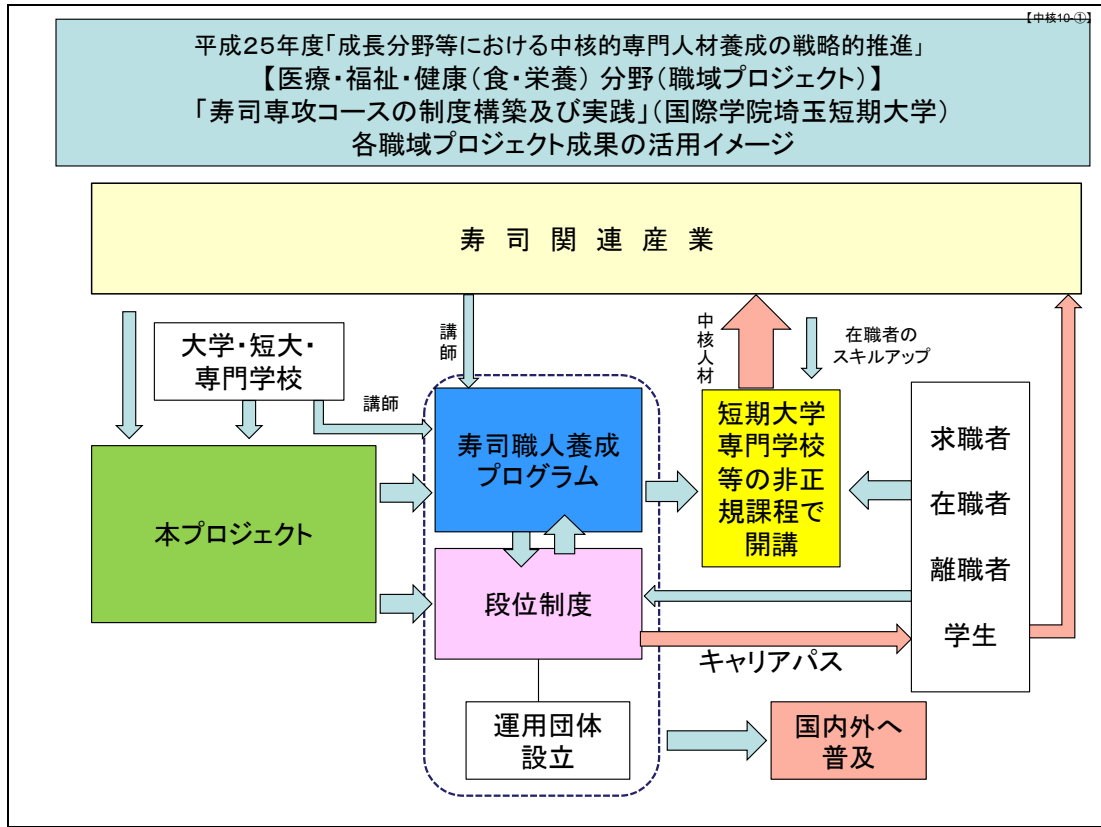 【中核10-①】
平成25年度「成長分野等における中核的専門人材養成の戦略的推進」
【医療・福祉・健康(食・栄養) 分野(職域プロジェクト)】
「寿司専攻コースの制度構築及び実践」(国際学院埼玉短期大学)
各職域プロジェクト成果の活用イメージ
寿司関連産業
大学・短大・
専門学校
講師
講師
中核人材
在職者の
スキルアップ
本プロジェクト
寿司職人養成
プログラム
短期大学
専門学校
等の非正
規課程で
開講
求職者
在職者
離職者
学生
段位制度
キャリアパス
運用団体
設立
国内外へ
普及